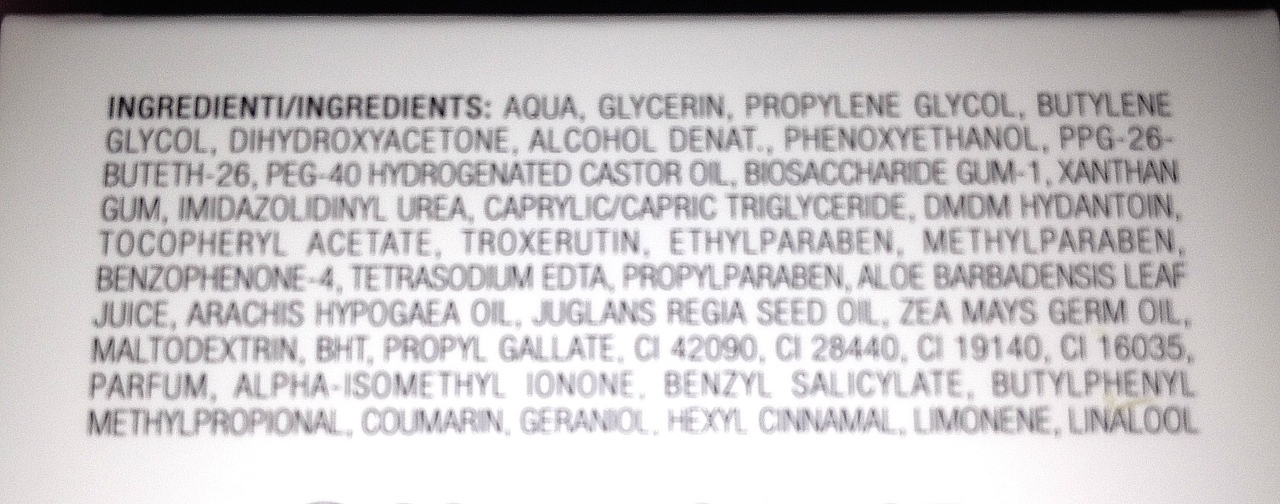 INGREDIENTI/INGREDIENTS: AQUA, GLYCERIN, PROPYLENE GLYCOL, BUTYLENE
GLYCOL, DIHYDROXYACETONE, ALCOHOL DENAT., PHENOXYETHANOL, PPG-26-
BUTETH-26, PEG-40 HYDROGENATED CASTOR OIL, BIOSACCHARIDE GUM-1, XANTHAN
GUM, IMIDAZOLIDINYL UREA, CAPRYLIC/CAPRIC TRIGLYCERIDE, DMDM HYDANTOIN,
TOCOPHERYL ACETATE, TROXERUTIN, ETHYLPARABEN, METHYLPARABEN,
BENZOPHENONE-4, TETRASODIUM EDTA, PROPYLPARABEN, ALOE BARBADENSIS LEAF
JUICE, ARACHIS HYPOGAEA OIL, JUGLANS REGIA SEED OIL, ZEA MAYS GERM OIL,
MALTODEXTRIN, BHT, PROPYL GALLATE, CI 42090, CI 28440, CI 19140, CI 16035,
PARFUM, ALPHA-ISOMETHYL IONONE, BENZYL SALICYLATE, BUTYLPHENYL
METHYLPROPIONAL, COUMARIN, GERANIOL, HEXYL CINNAMAL, LIMONENE, LINALOOL